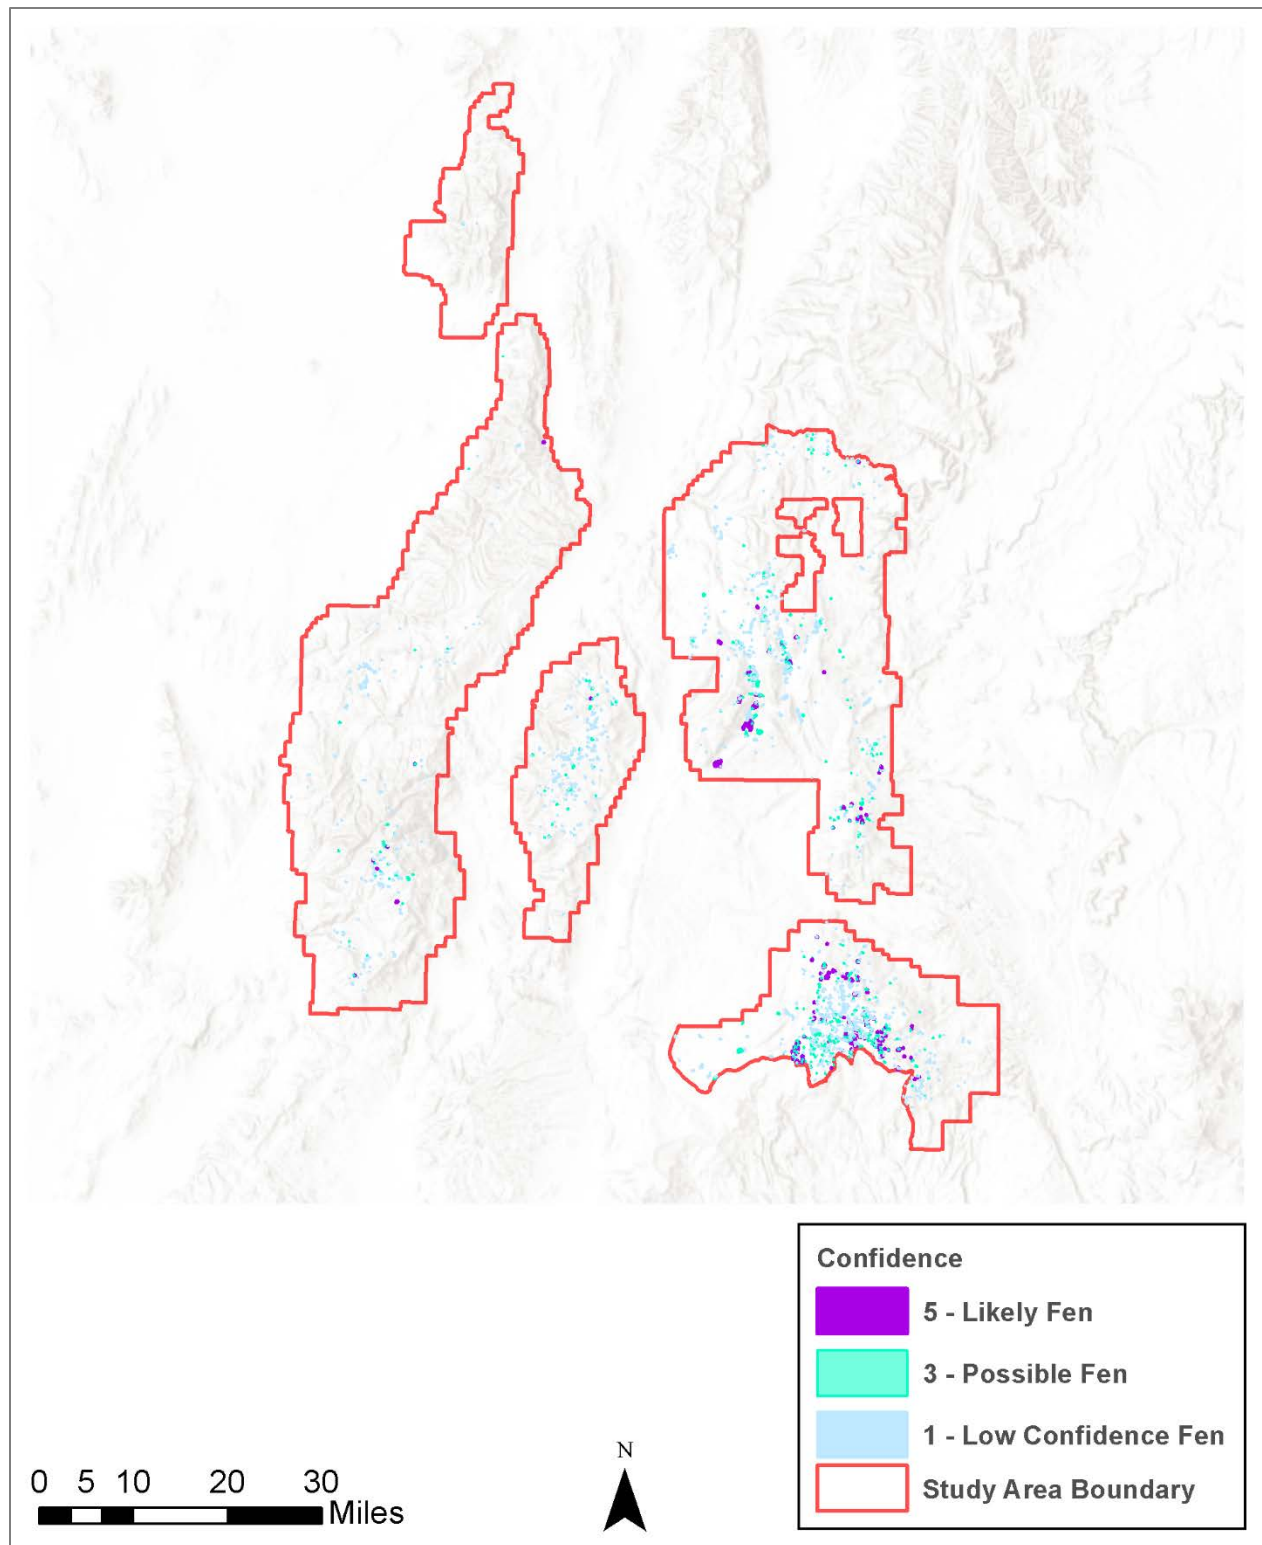 Confidence
5 - Likely Fen
3 - Possible Fen
1 - Low Confidence Fen
Study Area Boundary
N
0 5 10 20 30
Miles